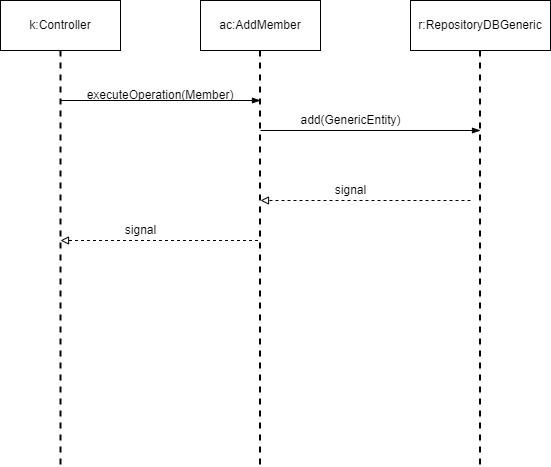 k:Controller
ac:AddMember
r:RepositoryDBGeneric
executeOperation(Member)
add(GenericEntity)
signal
signal